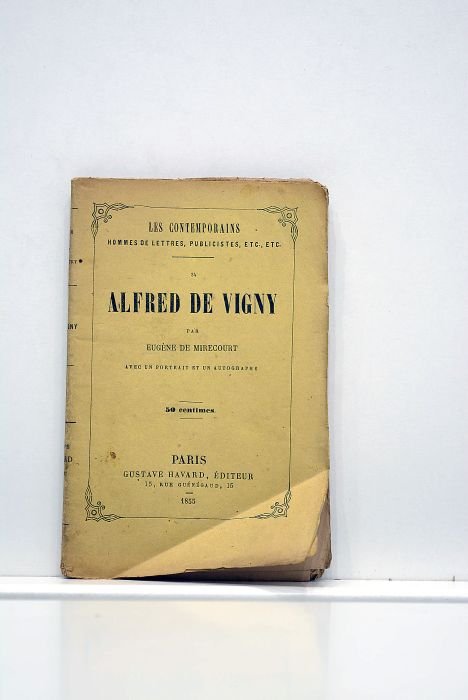 LES CONTEMPORAINS
HOMMES DE LETTRES, PUBLICISTES, ETC., ETC.
24
ALFRED DE VIGNY
PAR
EUGÈNE DE MIRECOURT
AVEC UN PORTRAIT ET UN AUTOGRAPHE
50 centimes
PARIS
GUSTAVE HAVARD, ÉDITEUR
15, RUE GUÉNÉGAUD, 15
1855